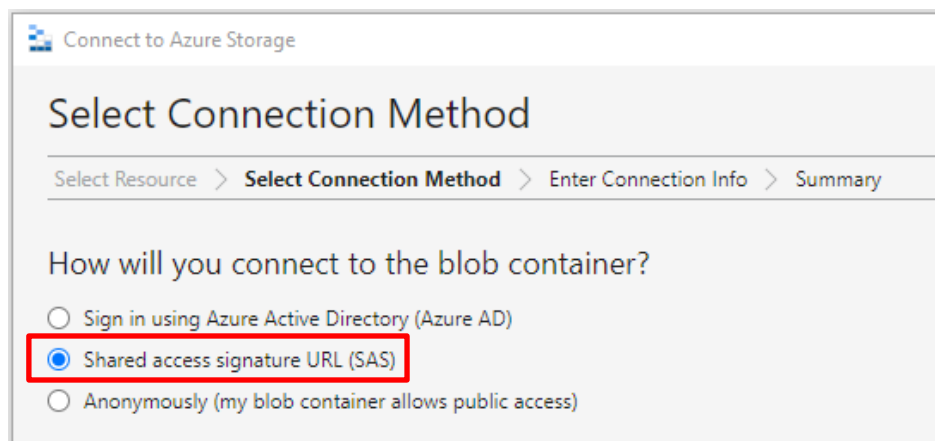 Connect to Azure Storage
Select Connection Method
Select Resource > Select Connection Method > Enter Connection Info > Summary
How will you connect to the blob container?
Sign in using Azure Active Directory (Azure AD)
Shared access signature URL (SAS)
Anonymously (my blob container allows public access)